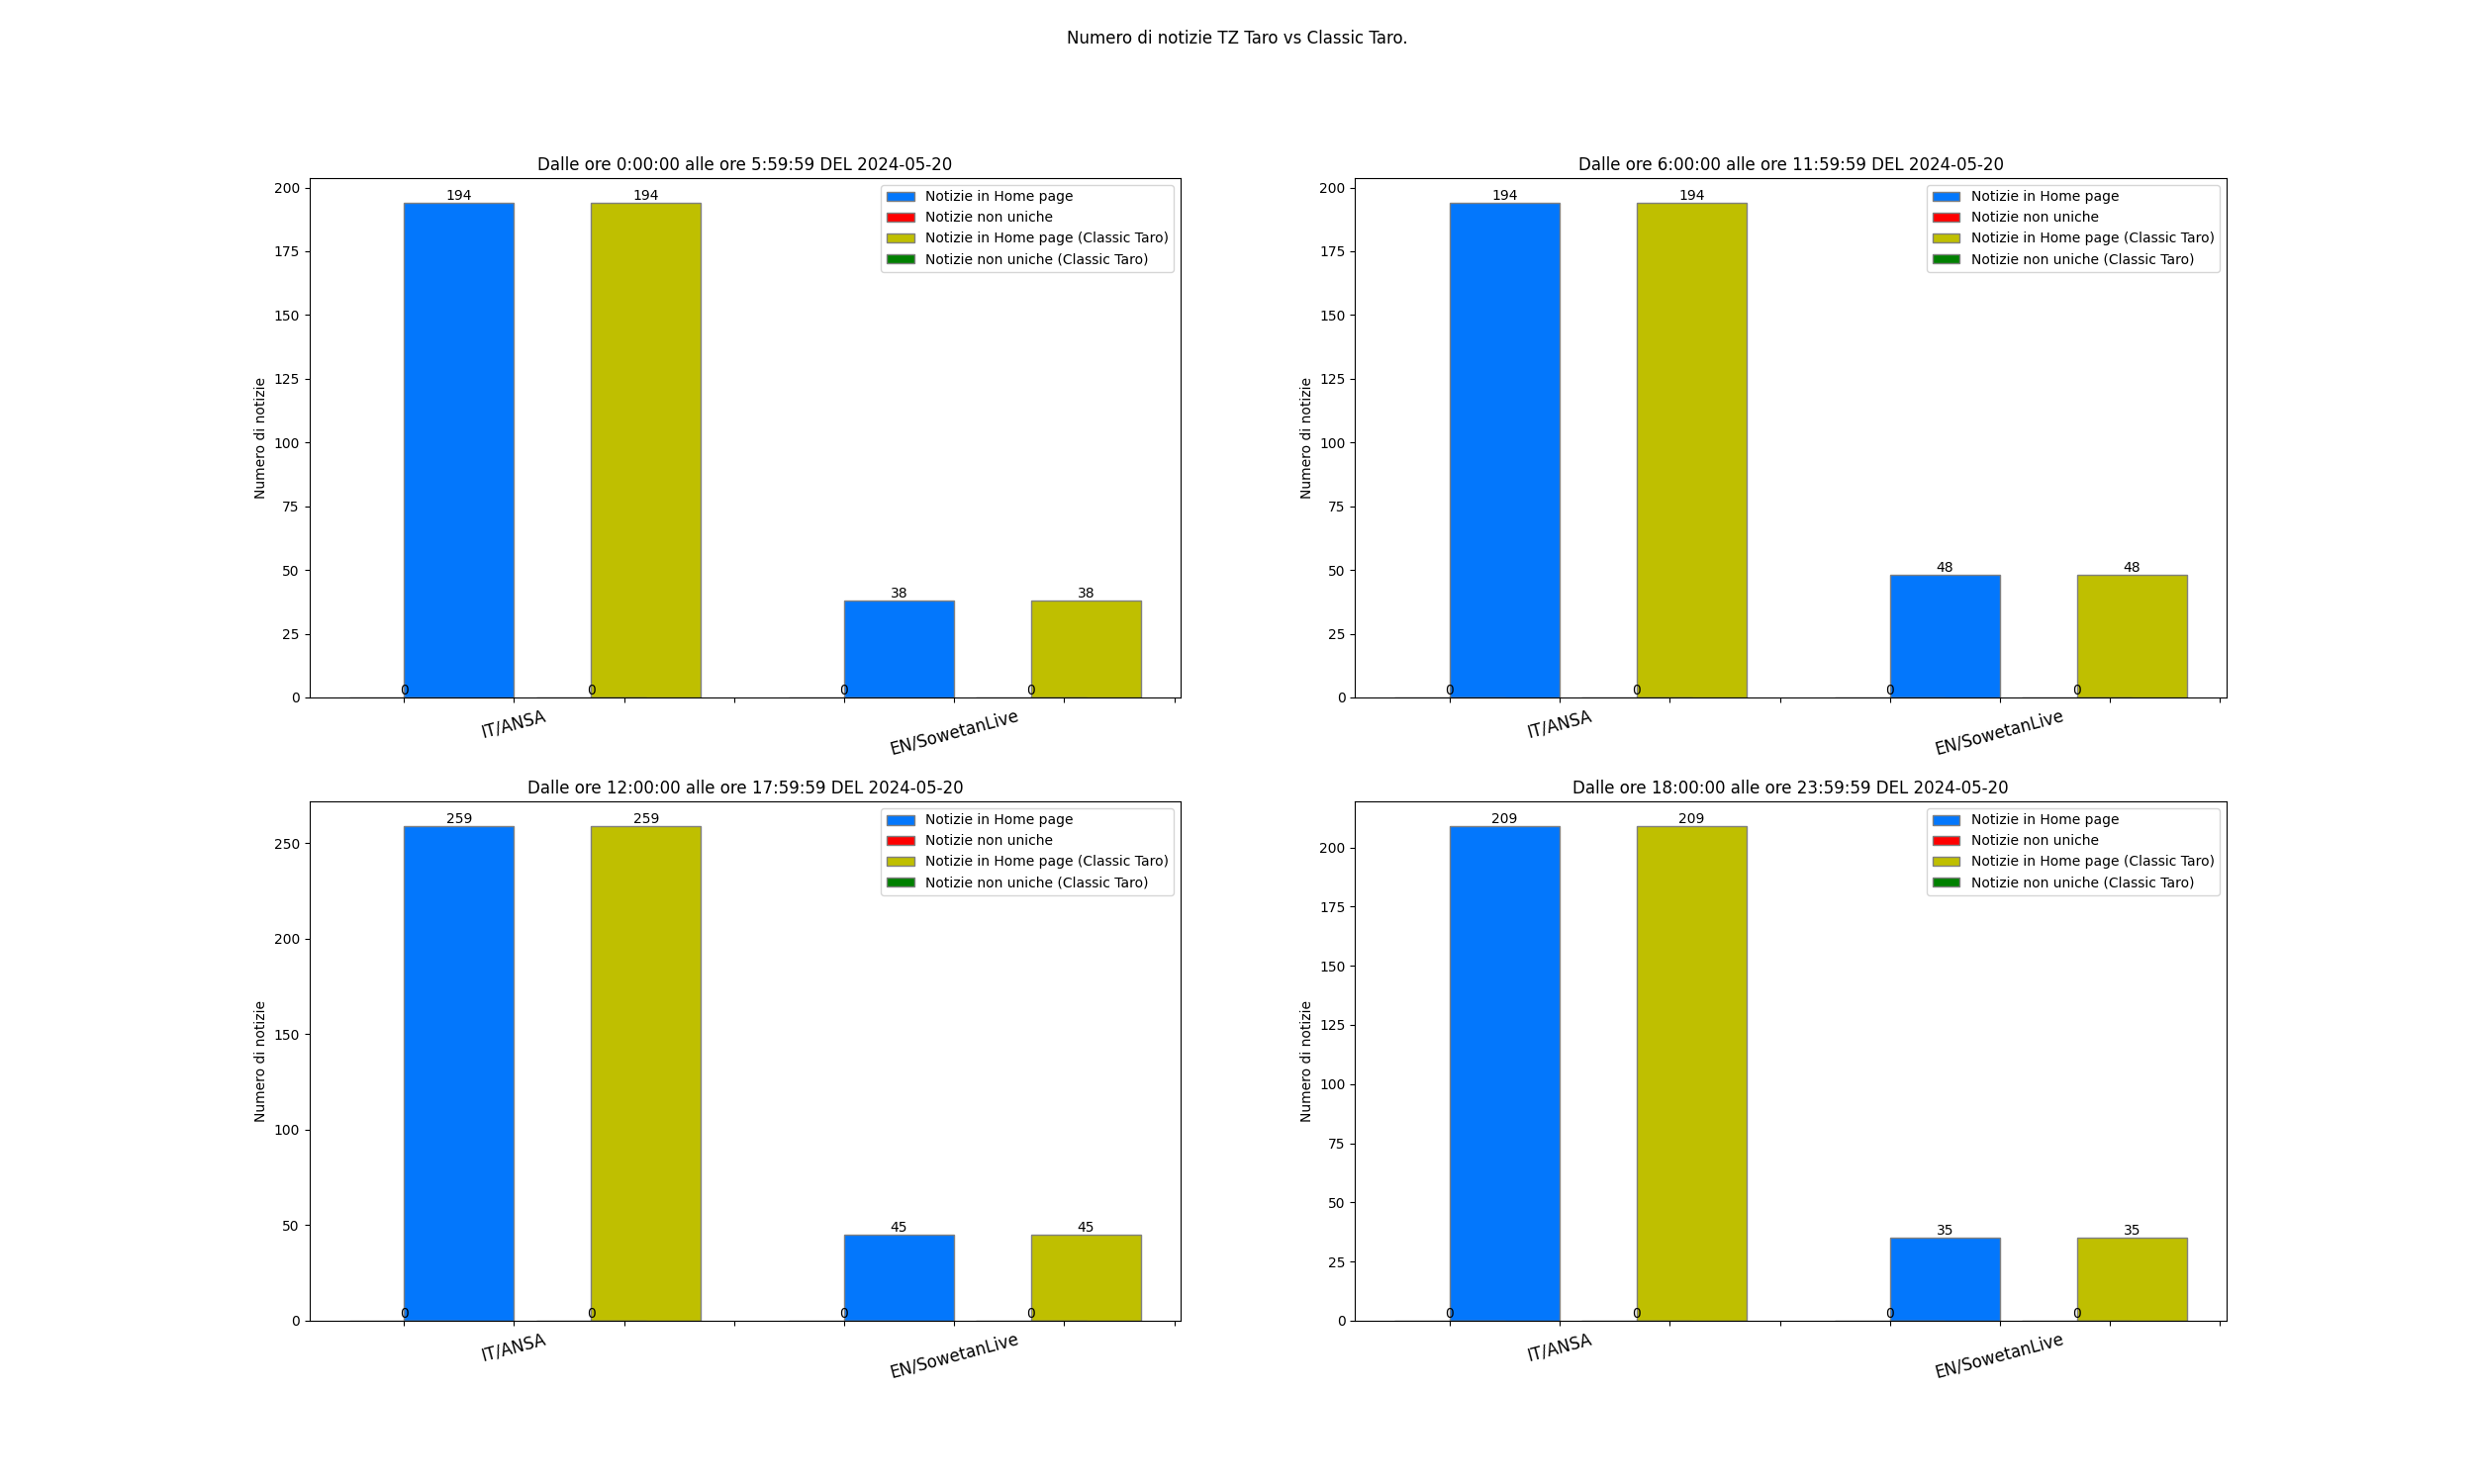 Numero di notizie TZ Taro vs Classic Taro.
Dalle ore 0:00:00 alle ore 5:59:59 DEL 2024-05-20
Numero di notizie
200
175
150
125
100
75
50
25
0
194
194
38
38
0
0
0
0
Notizie in Home page
Notizie non uniche
Notizie in Home page (Classic Taro)
Notizie non uniche (Classic Taro)
IT/ANSA
EN/SowetanLive
Dalle ore 6:00:00 alle ore 11:59:59 DEL 2024-05-20
Numero di notizie
200
175
150
125
100
75
50
25
0
194
194
48
48
0
0
0
0
Notizie in Home page
Notizie non uniche
Notizie in Home page (Classic Taro)
Notizie non uniche (Classic Taro)
IT/ANSA
EN/SowetanLive
Dalle ore 12:00:00 alle ore 17:59:59 DEL 2024-05-20
Numero di notizie
250
200
150
100
50
0
259
259
45
45
0
0
0
0
Notizie in Home page
Notizie non uniche
Notizie in Home page (Classic Taro)
Notizie non uniche (Classic Taro)
IT/ANSA
EN/SowetanLive
Dalle ore 18:00:00 alle ore 23:59:59 DEL 2024-05-20
Numero di notizie
200
175
150
125
100
75
50
25
0
209
209
35
35
0
0
0
0
Notizie in Home page
Notizie non uniche
Notizie in Home page (Classic Taro)
Notizie non uniche (Classic Taro)
IT/ANSA
EN/SowetanLive